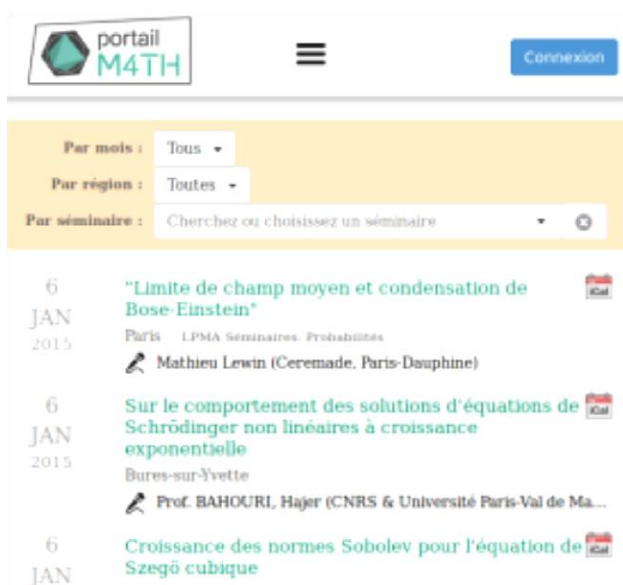 portail
M4TH
Connexion
Par mois : Tous
Par région : Toutes
Par séminaire : Cherchez ou choisissez un séminaire
6
JAN
2015
"Limite de champ moyen et condensation de
Bose-Einstein"
iCal
Paris LPMA Séminaires- Probabilités
Mathieu Lewin (Ceremade, Paris-Dauphine)
6
JAN
2015
Sur le comportement des solutions d'équations de
Schrödinger non linéaires à croissance
exponentielle
iCal
Bures-sur-Yvette
Prof. BAHOURI, Hajer (CNRS & Université Paris-Val de Ma...
6
JAN
Croissance des normes Sobolev pour l'équation de
Szegö cubique
iCal